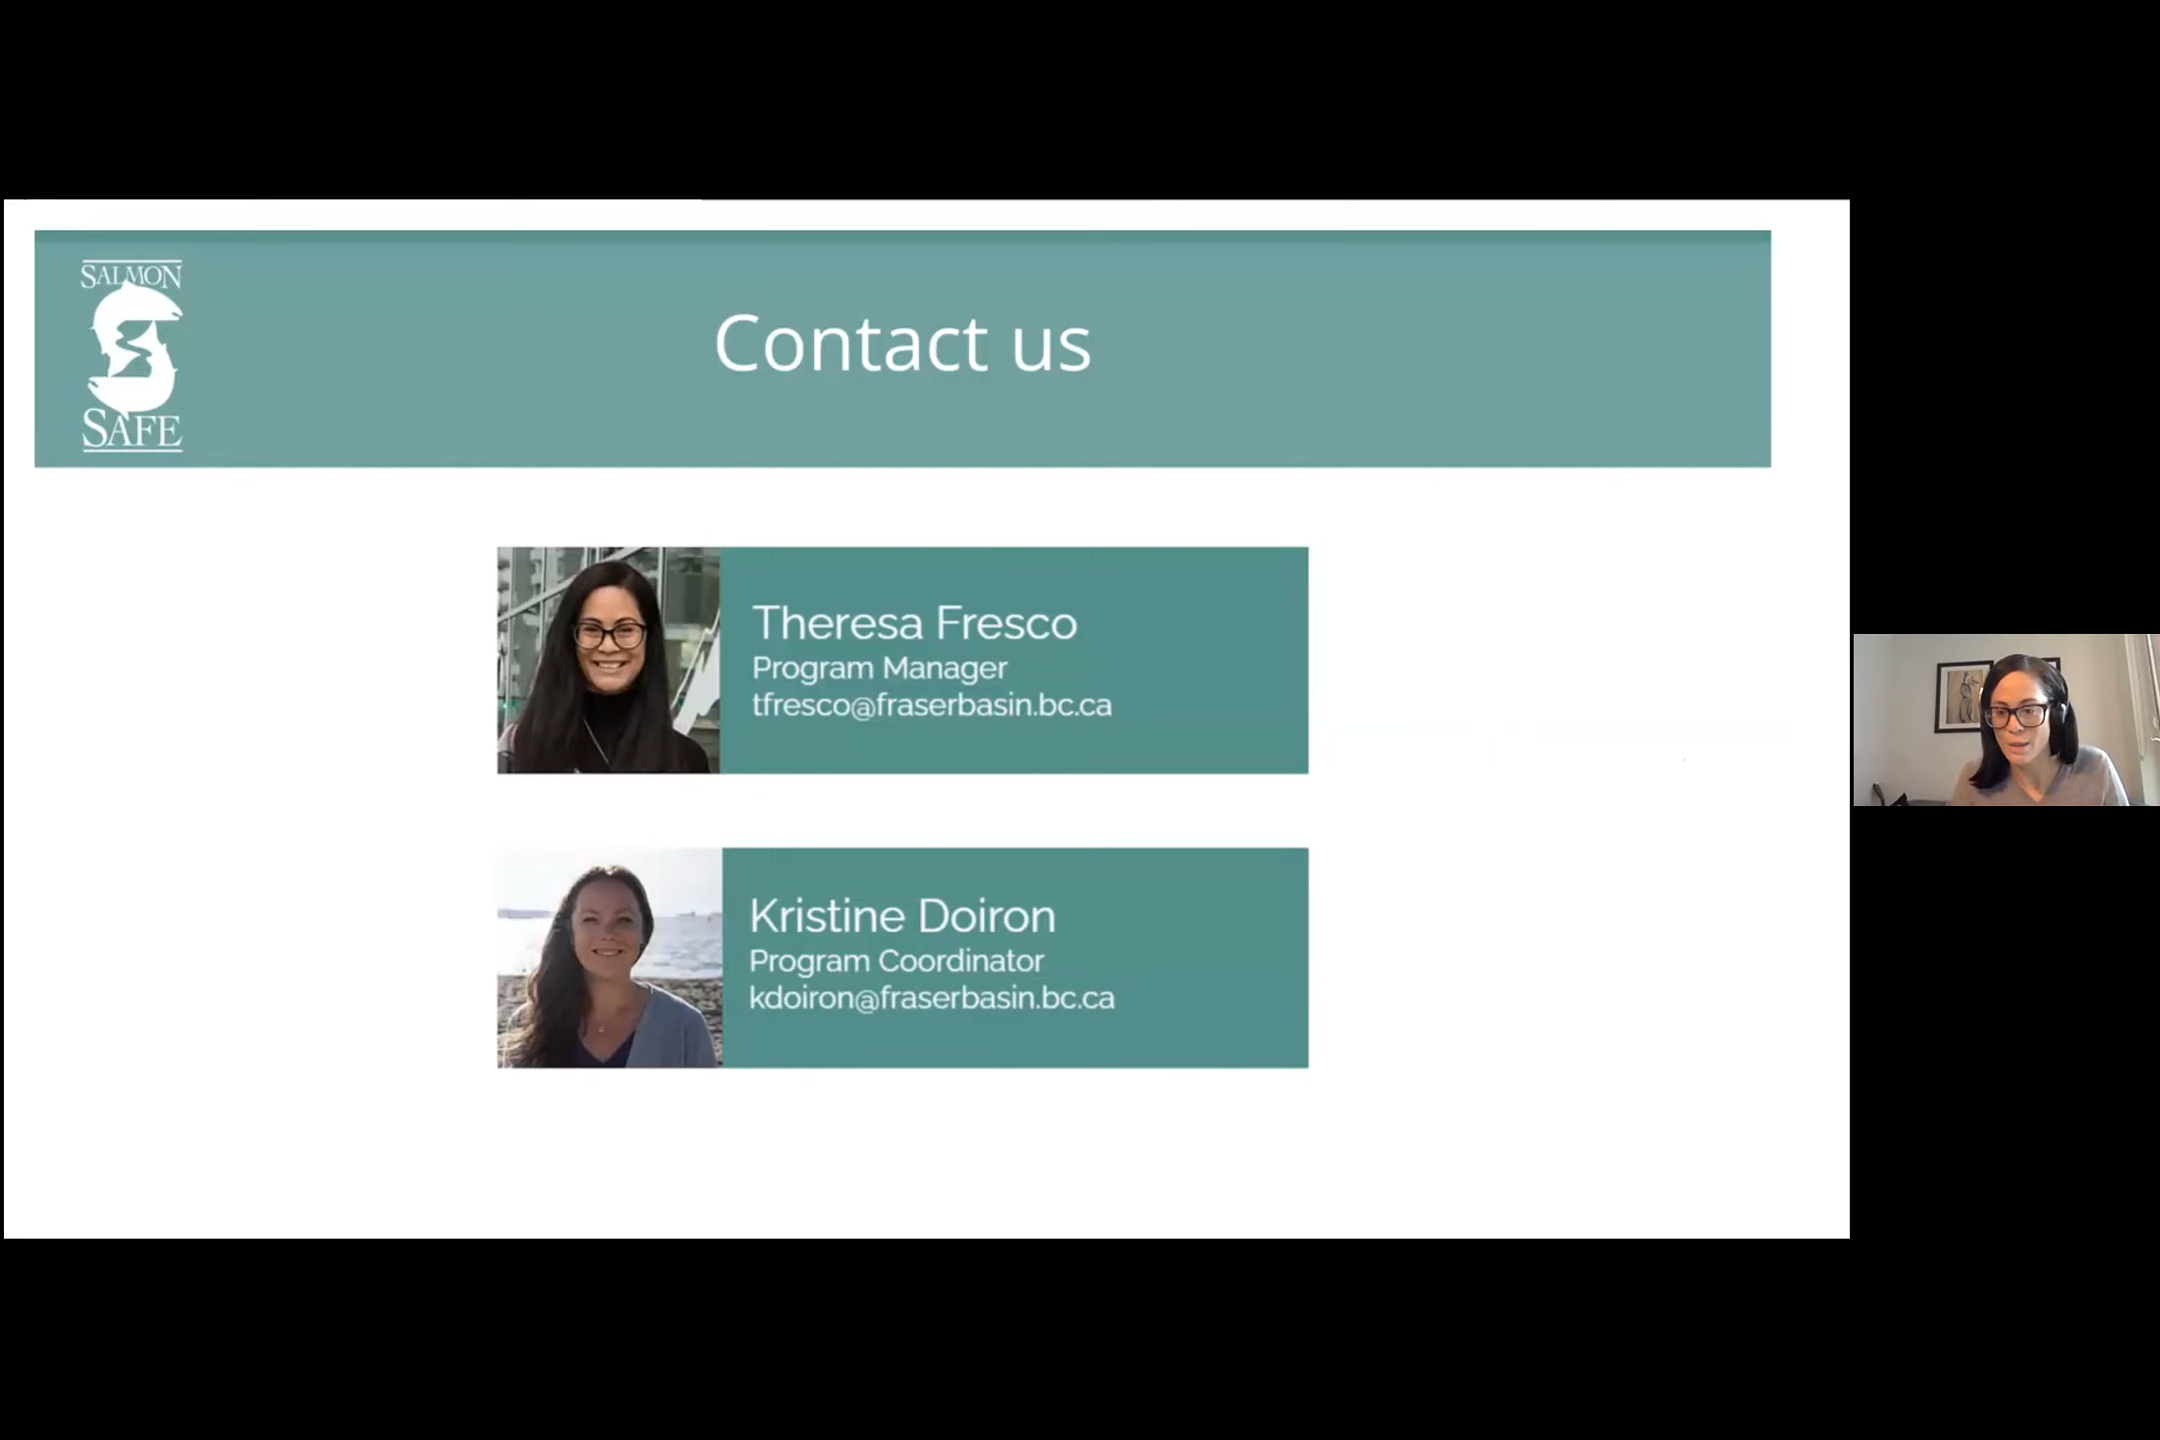 SALMON
SAFE
Contact us
Theresa Fresco
Program Manager
tfresco@fraserbasin.bc.ca
Kristine Doiron
Program Coordinator
kdoiron@fraserbasin.bc.ca